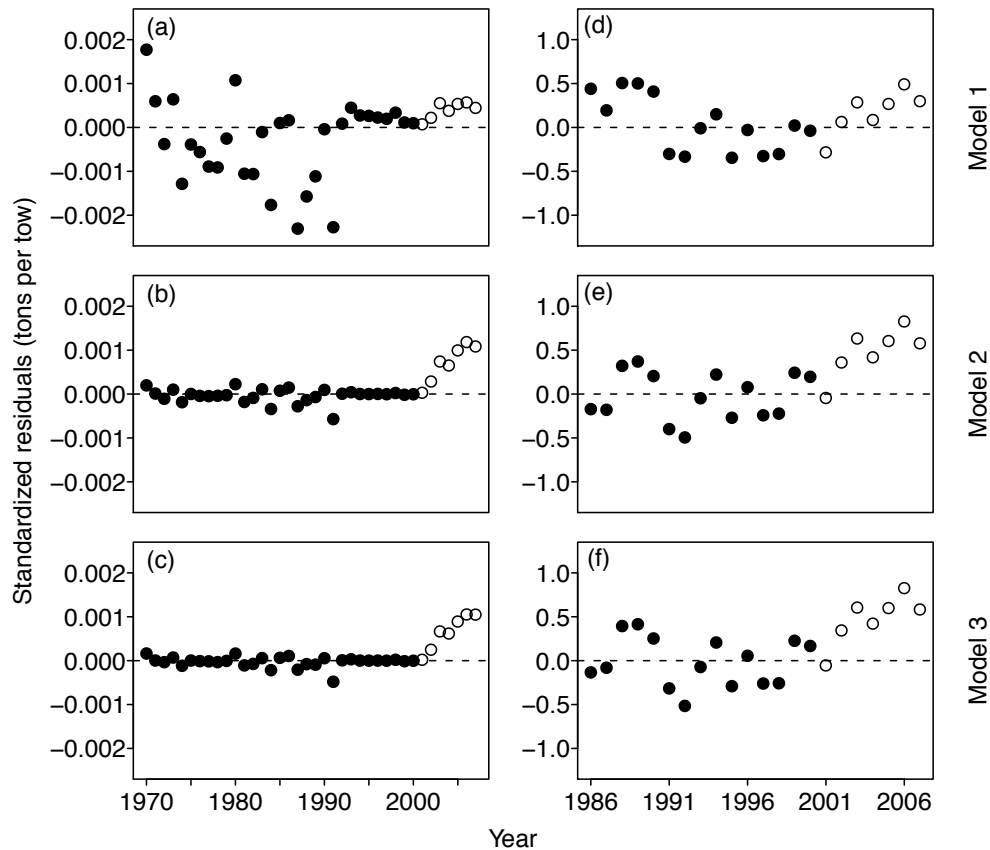 Standardized residuals (tons per tow)
(a)
0.002
0.001
0.000
−0.001
−0.002
(d)
1.0
0.5
0.0
−0.5
−1.0
Model 1
(b)
0.002
0.001
0.000
−0.001
−0.002
(e)
1.0
0.5
0.0
−0.5
−1.0
Model 2
(c)
0.002
0.001
0.000
−0.001
−0.002
(f)
1.0
0.5
0.0
−0.5
−1.0
Model 3
1970 1980 1990 2000
1986 1991 1996 2001 2006
Year